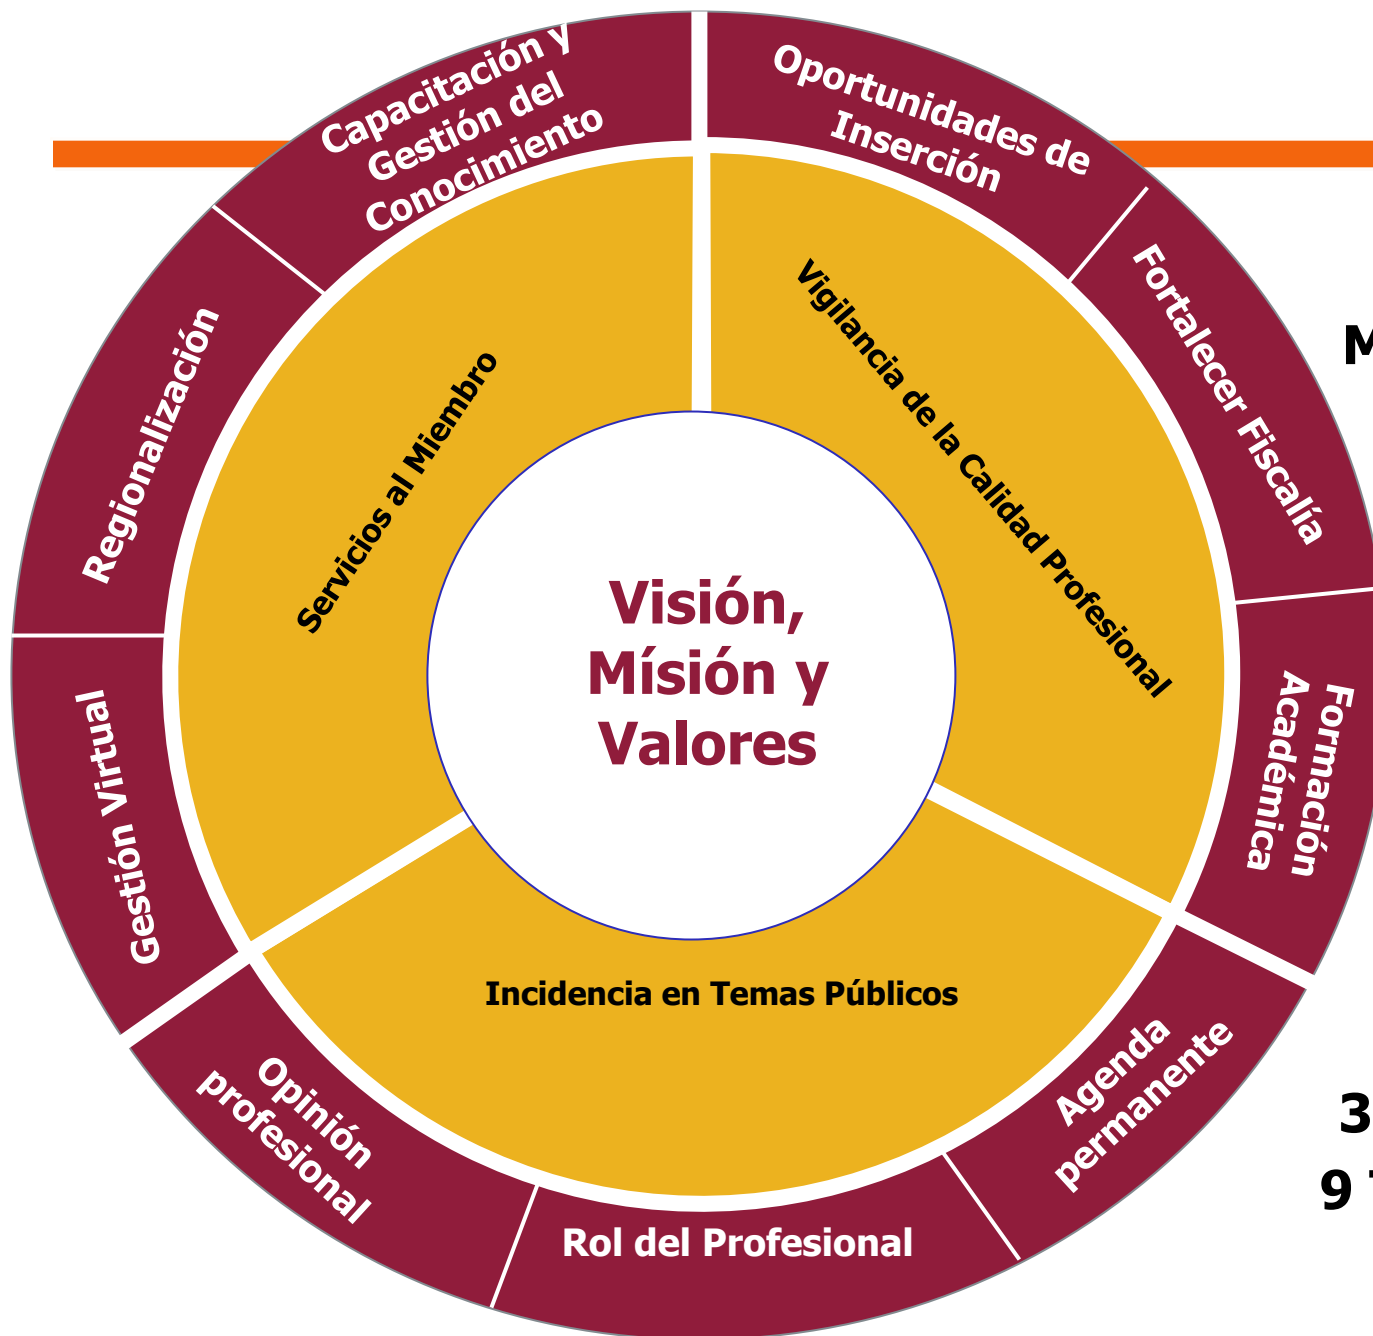 Capacitación y
Gestión del
Conocimiento
Oportunidades de
Inserción
Fortalecer Fiscalía
Formación
Académica
Agenda
permanente
Rol del Profesional
Opinión
profesional
Gestión Virtual
Regionalización
Servicios al Miembro
Vigilancia de la Calidad Profesional
Incidencia en Temas Públicos
Visión,
Mísión y
Valores
M
3
9